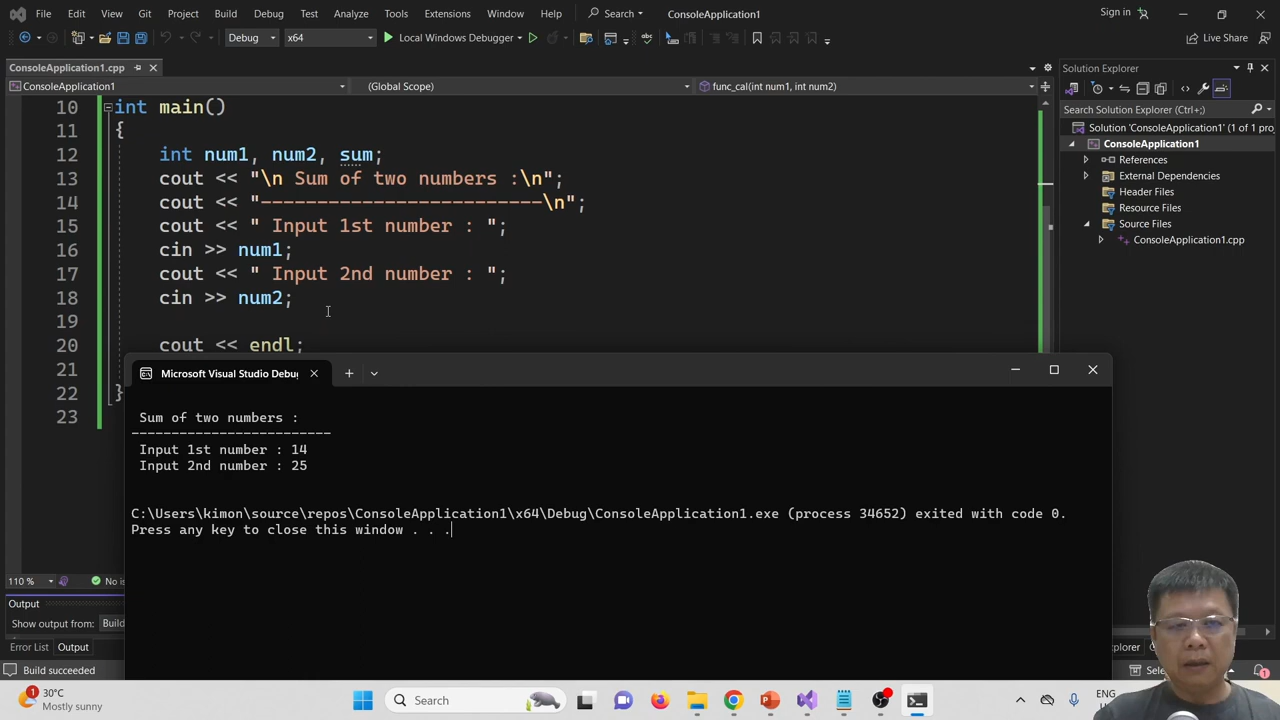 File Edit View Git Project Build Debug Test Analyze Tools Extensions Window Help Search ConsoleApplication1 Sign in
Debug x64 Local Windows Debugger Live Share
ConsoleApplication1.cpp
ConsoleApplication1 (Global Scope) func_cal(int num1, int num2)
10 int main()
11 {
12 int num1, num2, sum;
13 cout << "\n Sum of two numbers :\n";
14 cout << "-------------------------\n";
15 cout << " Input 1st number : ";
16 cin >> num1;
17 cout << " Input 2nd number : ";
18 cin >> num2;
19
20 cout << endl;
21
22 }
23
Solution Explorer
Search Solution Explorer (Ctrl+;)
Solution 'ConsoleApplication1' (1 of 1 pro
ConsoleApplication1
References
External Dependencies
Header Files
Resource Files
Source Files
ConsoleApplication1.cpp
Microsoft Visual Studio Debu
Sum of two numbers :
-------------------------
Input 1st number : 14
Input 2nd number : 25
C:\Users\kimon\source\repos\ConsoleApplication1\x64\Debug\ConsoleApplication1.exe (process 34652) exited with code 0.
Press any key to close this window . . .
110 % No is
Output
Show output from: Build
Error List Output
xplorer
Build succeeded
Sele
1
30°C
Mostly sunny
Search
ENG